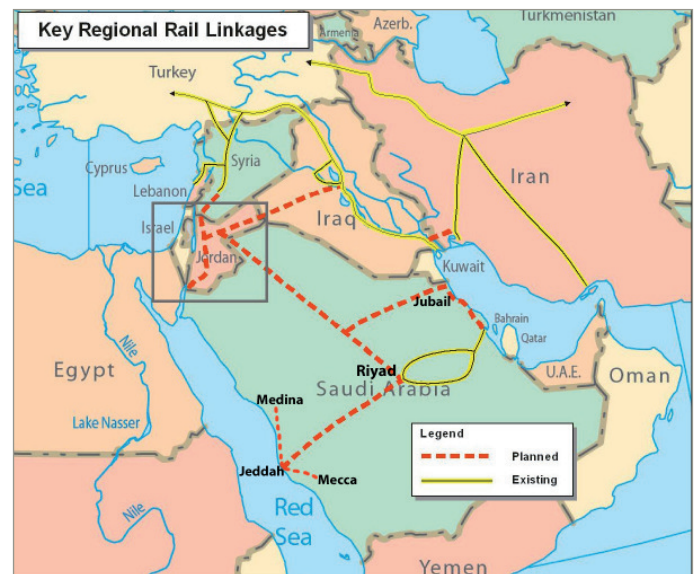 Key Regional Rail Linkages
Turkmenistan
Azerb.
Armenia
Turkey
Cyprus
Syria
Iran
Sea
Lebanon
Iraq
Israel
Jordan
Kuwait
Jubail
Bahrain
Qatar
Nile
Egypt
Riyad
U.A.E.
Oman
Saudi Arabia
Medina
Lake Nasser
Legend
Planned
Jeddah
Mecca
Existing
Red
Sea
Nile
Yemen